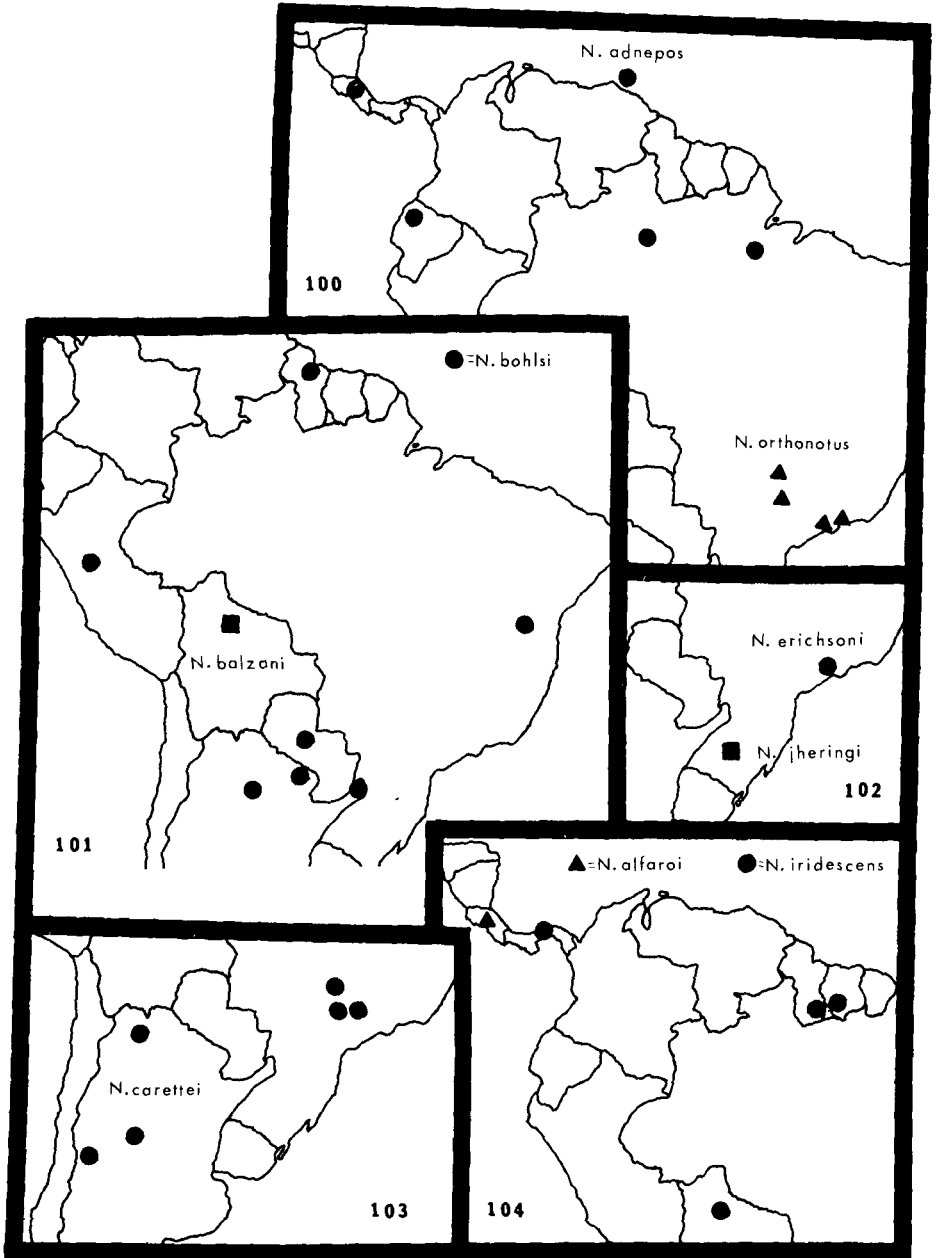 N. adnepos
100
N. orthonotus
=N. bohlsi
N. balzani
101
N. erichsoni
N. jheringi
102
N. carettei
103
=N. alfaroi
=N. iridescens
104